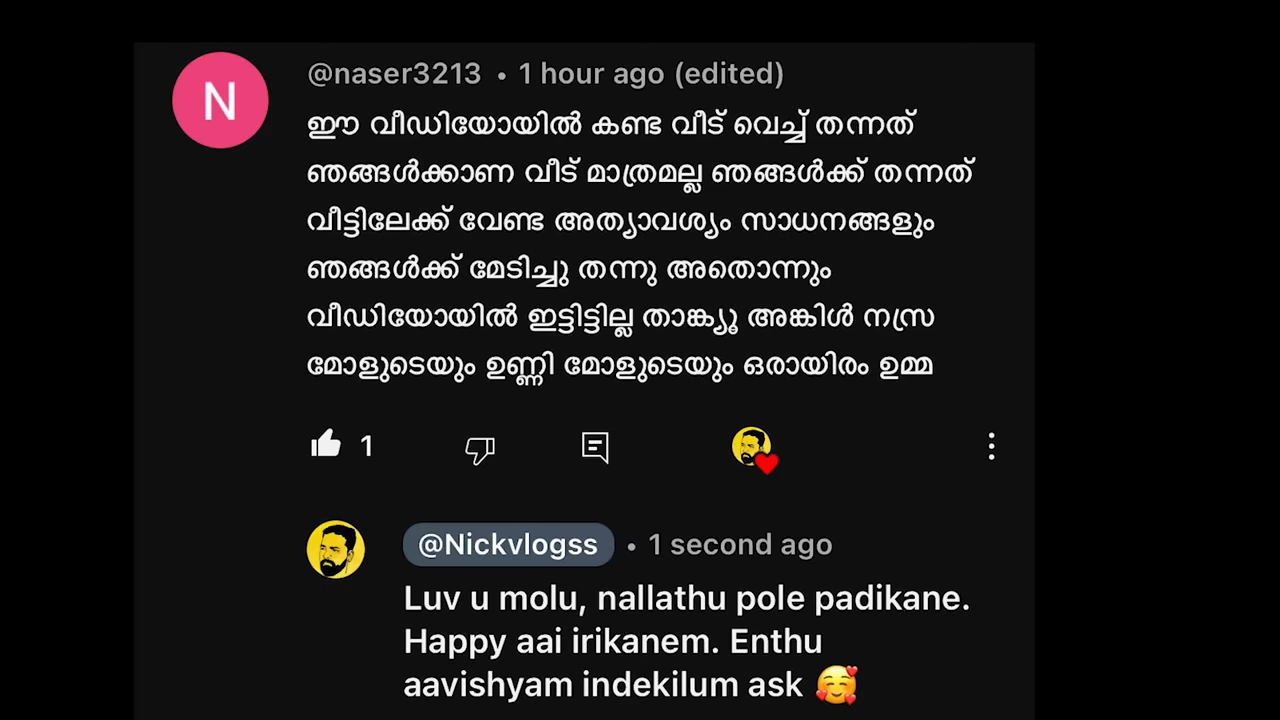 N
@naser3213 • 1 hour ago (edited)
ഈ വീഡിയോയിൽ കണ്ട വീട് വെച്ച് തന്നത്
ഞങ്ങൾക്കാണ വീട് മാത്രമല്ല ഞങ്ങൾക്ക് തന്നത്
വീട്ടിലേക്ക് വേണ്ട അത്യാവശ്യം സാധനങ്ങളും
ഞങ്ങൾക്ക് മേടിച്ചു തന്നു അതൊന്നും
വീഡിയോയിൽ ഇട്ടിട്ടില്ല താങ്ക്യൂ അങ്കിൾ നസ്ര
മോളുടെയും ഉണ്ണി മോളുടെയും ഒരായിരം ഉമ്മ
1
@Nickvlogss • 1 second ago
Luv u molu, nallathu pole padikane.
Happy aai irikanem. Enthu
aavishyam indekilum ask 🥰